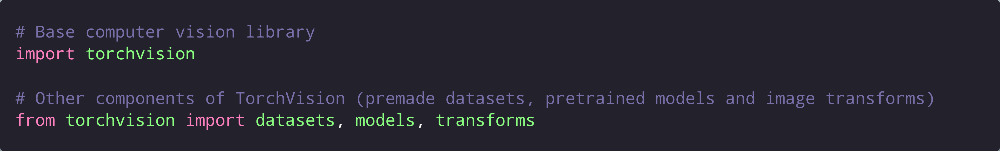 # Base computer vision library
import torchvision
# Other components of TorchVision (premade datasets, pretrained models and image transforms)
from torchvision import datasets, models, transforms